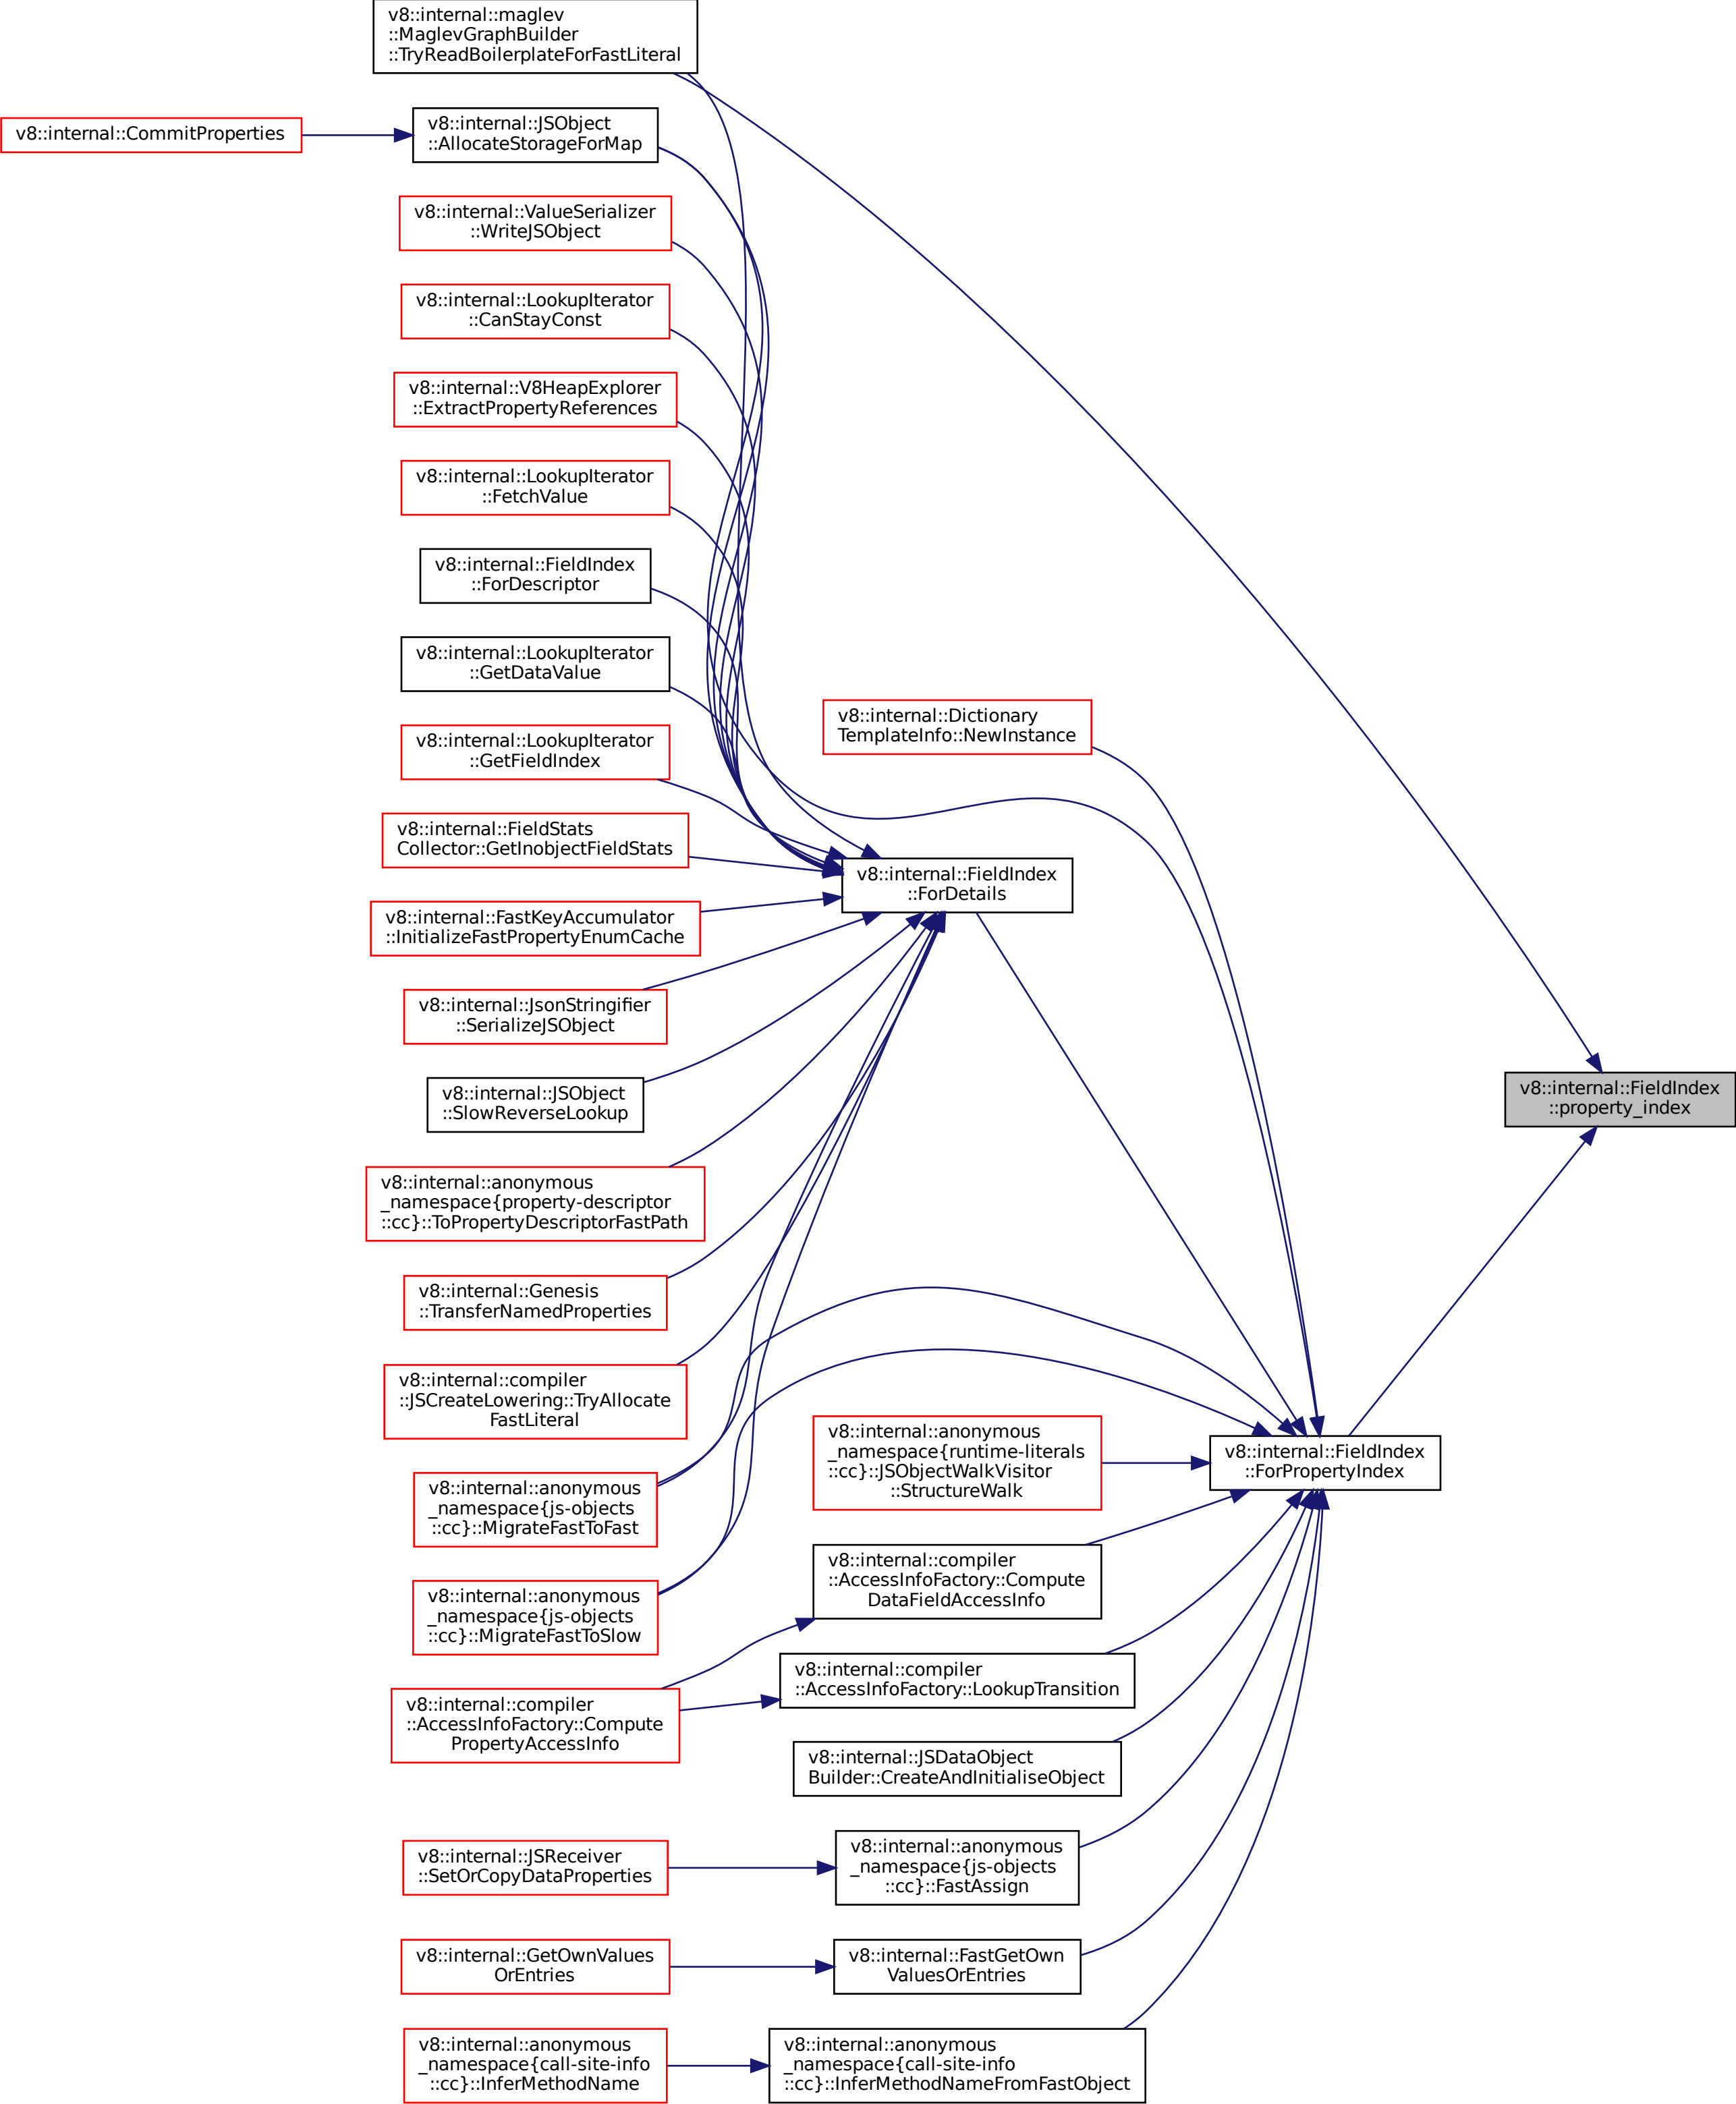 v8::internal::maglev
::MaglevGraphBuilder
::TryReadBoilerplateForFastLiteral
v8::internal::CommitProperties
v8::internal::JSObject
::AllocateStorageForMap
v8::internal::ValueSerializer
::WriteJSObject
v8::internal::LookupIterator
::CanStayConst
v8::internal::V8HeapExplorer
::ExtractPropertyReferences
v8::internal::LookupIterator
::FetchValue
v8::internal::FieldIndex
::ForDescriptor
v8::internal::LookupIterator
::GetDataValue
v8::internal::Dictionary
TemplateInfo::NewInstance
v8::internal::LookupIterator
::GetFieldIndex
v8::internal::FieldStats
Collector::GetInobjectFieldStats
v8::internal::FieldIndex
::ForDetails
v8::internal::FastKeyAccumulator
::InitializeFastPropertyEnumCache
v8::internal::JsonStringifier
::SerializeJSObject
v8::internal::JSObject
::SlowReverseLookup
v8::internal::FieldIndex
::property_index
v8::internal::anonymous
_namespace{property-descriptor
::cc}::ToPropertyDescriptorFastPath
v8::internal::Genesis
::TransferNamedProperties
v8::internal::compiler
::JSCreateLowering::TryAllocate
FastLiteral
v8::internal::anonymous
_namespace{runtime-literals
::cc}::JSObjectWalkVisitor
::StructureWalk
v8::internal::FieldIndex
::ForPropertyIndex
v8::internal::anonymous
_namespace{js-objects
::cc}::MigrateFastToFast
v8::internal::compiler
::AccessInfoFactory::Compute
DataFieldAccessInfo
v8::internal::anonymous
_namespace{js-objects
::cc}::MigrateFastToSlow
v8::internal::compiler
::AccessInfoFactory::LookupTransition
v8::internal::compiler
::AccessInfoFactory::Compute
PropertyAccessInfo
v8::internal::JSDataObject
Builder::CreateAndInitialiseObject
v8::internal::JSReceiver
::SetOrCopyDataProperties
v8::internal::anonymous
_namespace{js-objects
::cc}::FastAssign
v8::internal::GetOwnValues
OrEntries
v8::internal::FastGetOwn
ValuesOrEntries
v8::internal::anonymous
_namespace{call-site-info
::cc}::InferMethodName
v8::internal::anonymous
_namespace{call-site-info
::cc}::InferMethodNameFromFastObject